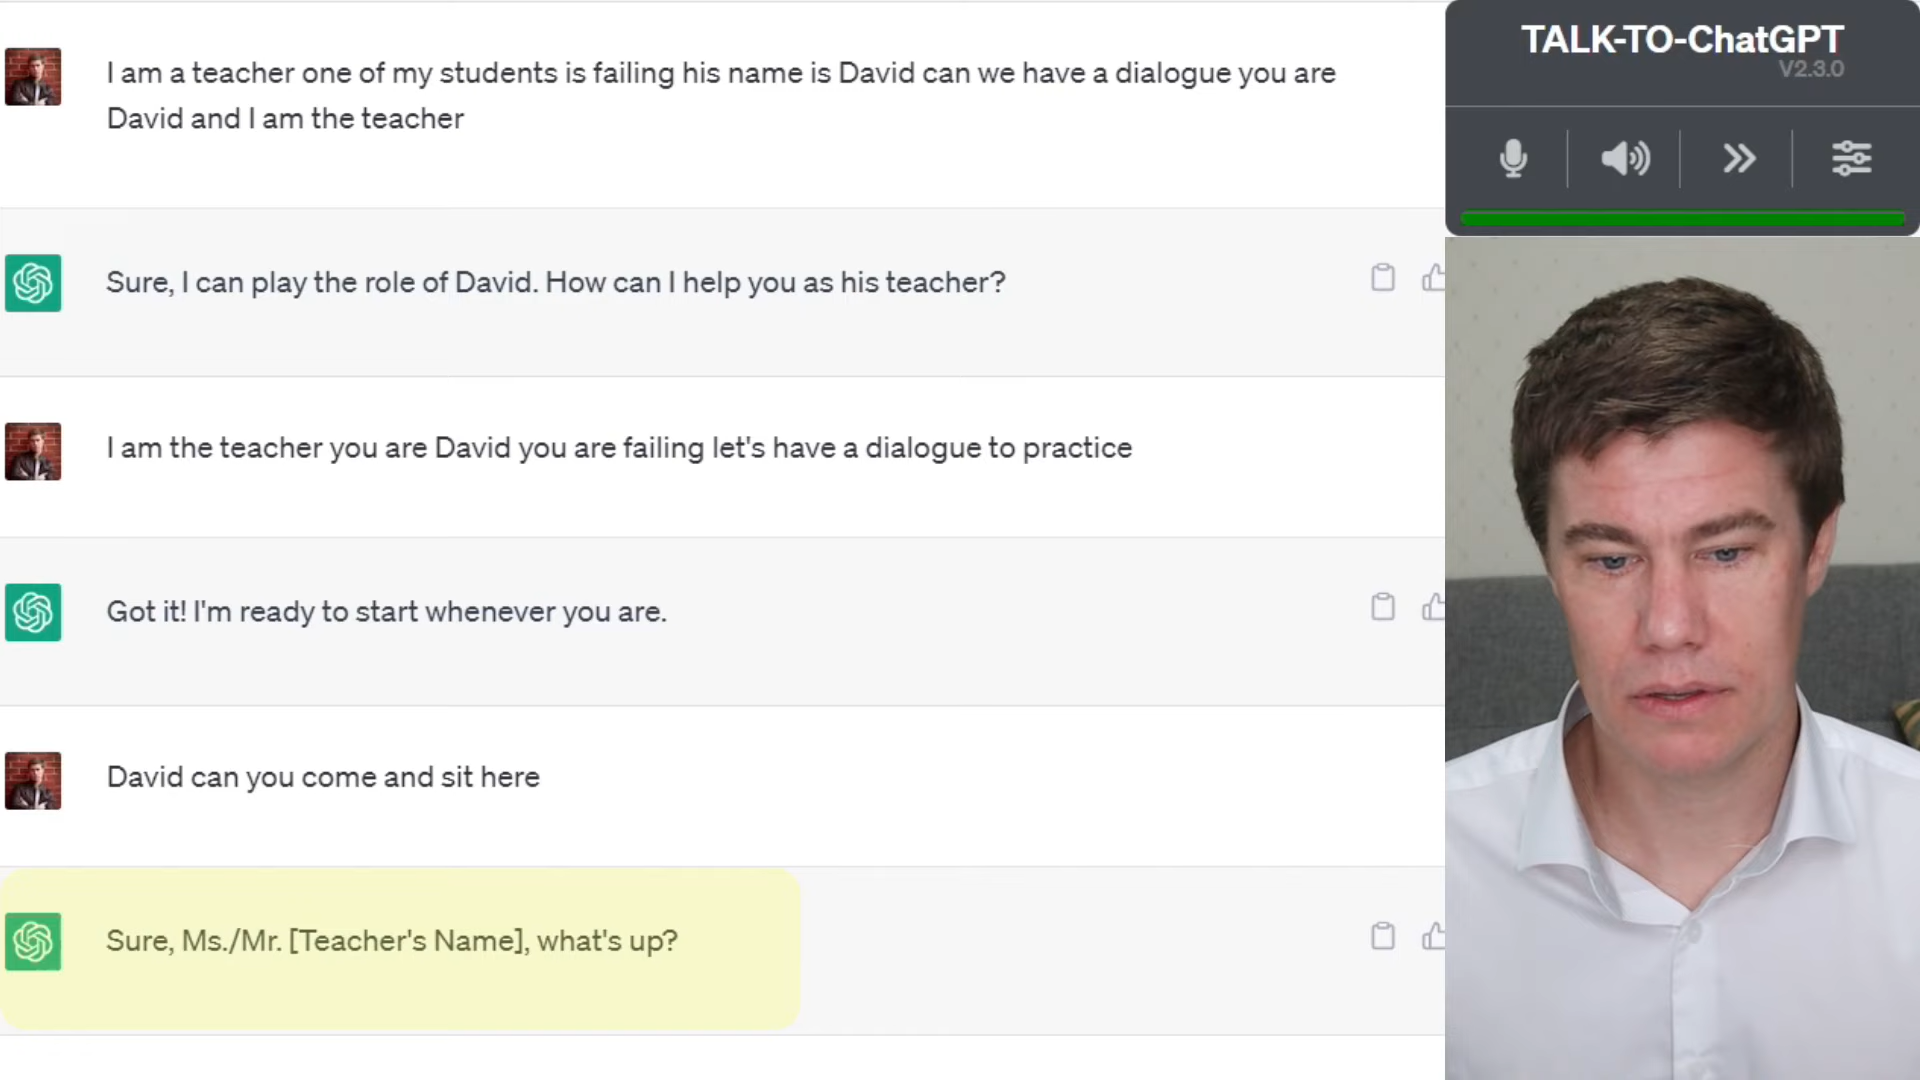 I am a teacher one of my students is failing his name is David can we have a dialogue you are
David and I am the teacher
Sure, I can play the role of David. How can I help you as his teacher?
I am the teacher you are David you are failing let's have a dialogue to practice
Got it! I'm ready to start whenever you are.
David can you come and sit here
Sure, Ms./Mr. [Teacher's Name], what's up?
TALK-TO-ChatGPT
V2.3.0